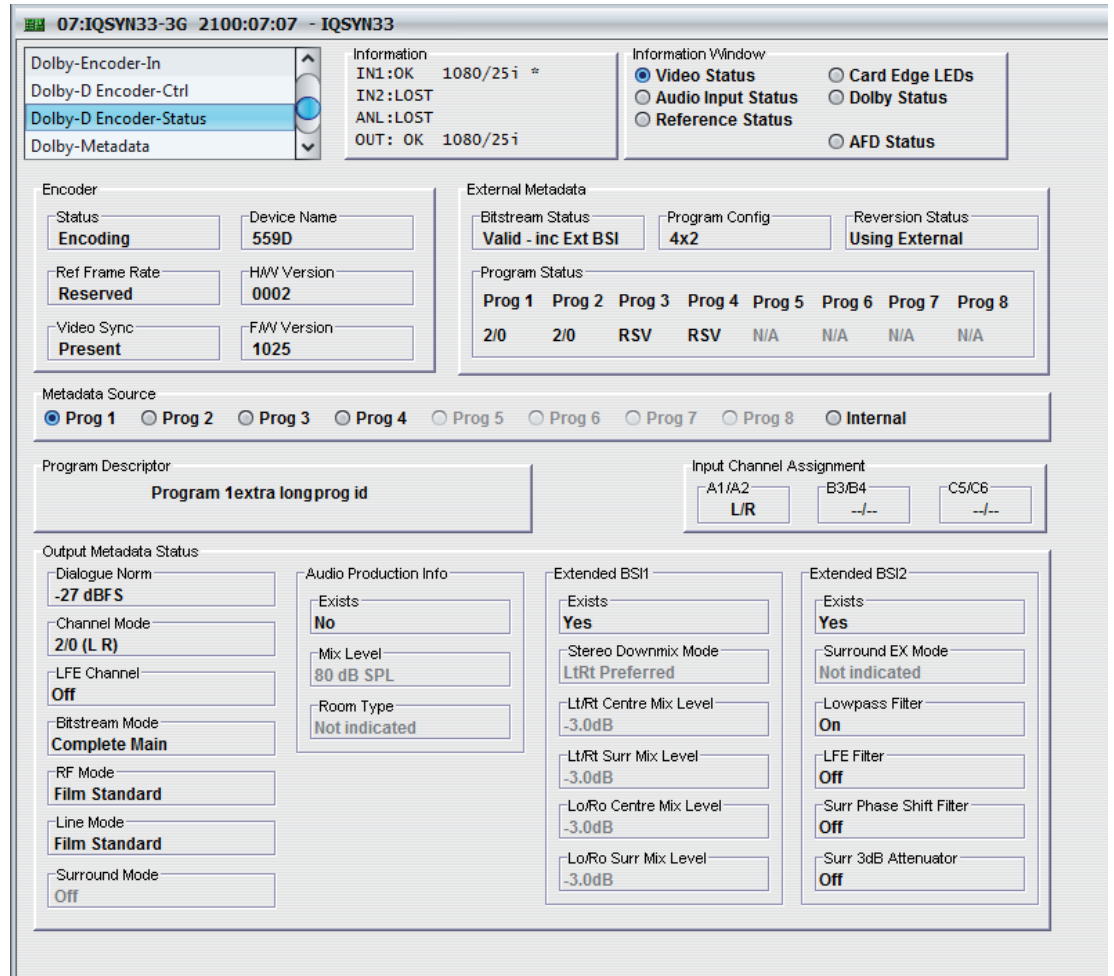 07:IQSYN33-3G 2100:07:07 - IQSYN33
Dolby-Encoder-In
Dolby-D Encoder-Ctrl
Dolby-D Encoder-Status
Dolby-Metadata
Information
IN1:OK 1080/25i *
IN2:LOST
ANL:LOST
OUT: OK 1080/25i
Information Window
Video Status Card Edge LEDs
Audio Input Status Dolby Status
Reference Status
AFD Status
Encoder
Status Device Name
Encoding 559D
Ref Frame Rate H/W Version
Reserved 0002
Video Sync F/W Version
Present 1025
External Metadata
Bitstream Status Program Config Reversion Status
Valid - inc Ext BSI 4x2 Using External
Program Status
Prog 1 Prog 2 Prog 3 Prog 4 Prog 5 Prog 6 Prog 7 Prog 8
2/0 2/0 RSV RSV N/A N/A N/A N/A
Metadata Source
Prog 1 Prog 2 Prog 3 Prog 4 Prog 5 Prog 6 Prog 7 Prog 8 Internal
Program Descriptor
Program 1extra longprog id
Input Channel Assignment
A1/A2 B3/B4 C5/C6
L/R --/-- --/--
Output Metadata Status
Dialogue Norm
-27 dBFS
Channel Mode
2/0 (L R)
LFE Channel
Off
Bitstream Mode
Complete Main
RF Mode
Film Standard
Line Mode
Film Standard
Surround Mode
Off
Audio Production Info
Exists
No
Mix Level
80 dB SPL
Room Type
Not indicated
Extended BSI1
Exists
Yes
Stereo Downmix Mode
LtRt Preferred
Lt/Rt Centre Mix Level
-3.0dB
Lt/Rt Surr Mix Level
-3.0dB
Lo/Ro Centre Mix Level
-3.0dB
Lo/Ro Surr Mix Level
-3.0dB
Extended BSI2
Exists
Yes
Surround EX Mode
Not indicated
Lowpass Filter
On
LFE Filter
Off
Surr Phase Shift Filter
Off
Surr 3dB Attenuator
Off